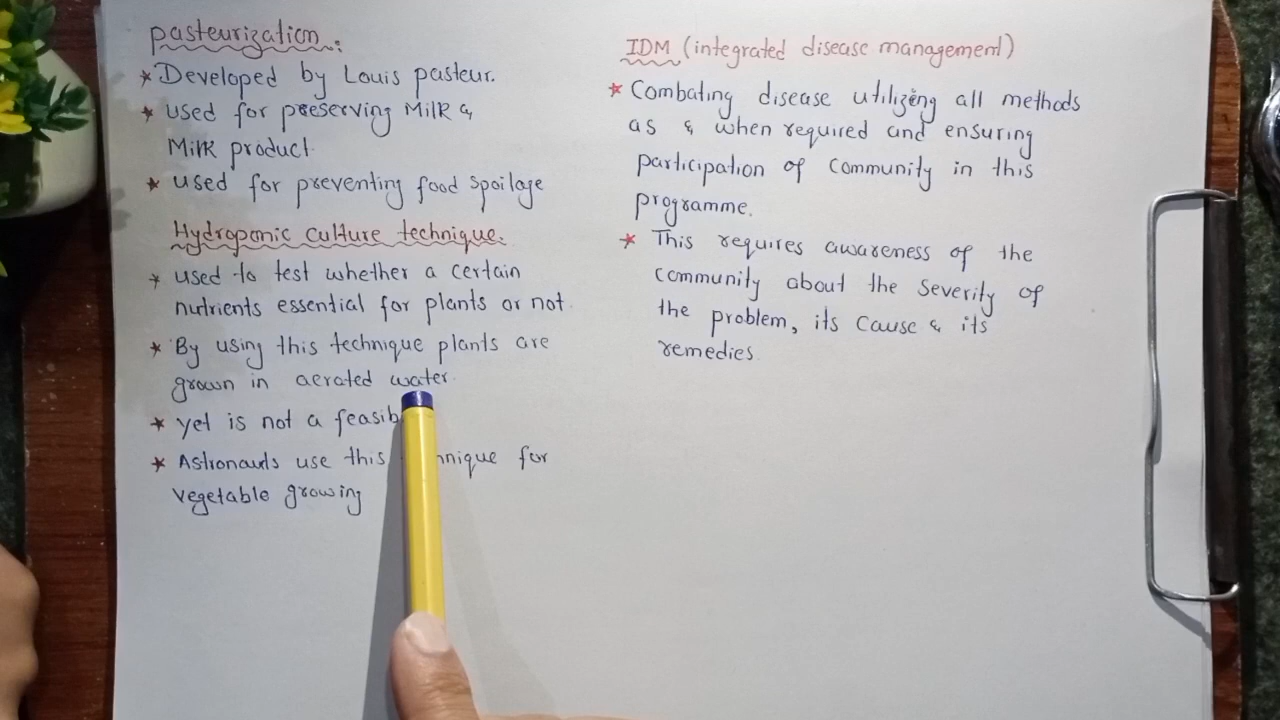 pasteurization :
* Developed by Louis pasteur.
* used for preserving Milk &
Milk product
* used for preventing food spoilage
Hydroponic culture technique:
* used to test whether a certain
nutrients essential for plants or not.
* By using this technique plants are
grown in aerated water.
* yet is not a feasib
* Astronauts use this nique for
vegetable growing
IDM (integrated disease management)
* Combating disease utilizing all methods
as & when required and ensuring
participation of community in this
programme.
* This requires awareness of the
community about the severity of
the problem, its cause & its
remedies.